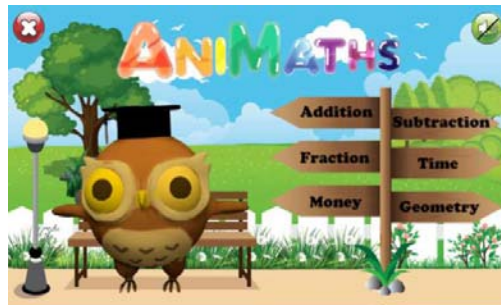 ANIMATHS
Addition
Subtraction
Fraction
Time
Money
Geometry